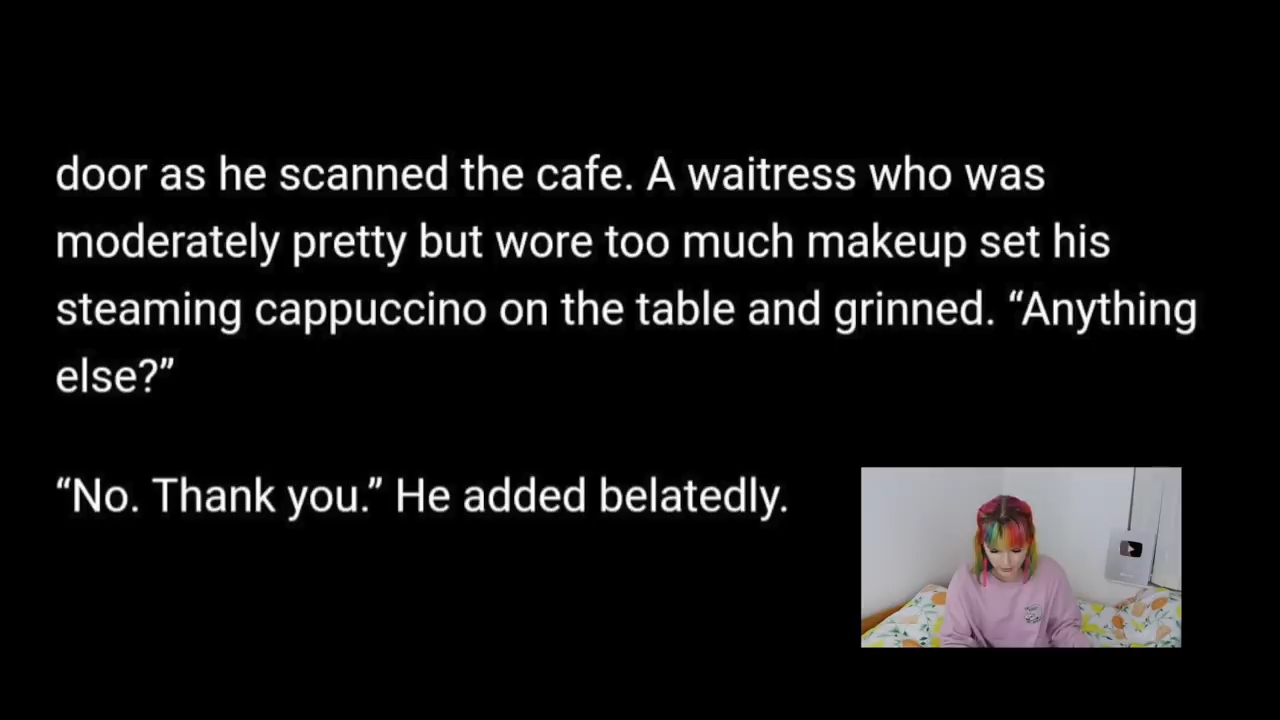 door as he scanned the cafe. A waitress who was
moderately pretty but wore too much makeup set his
steaming cappuccino on the table and grinned. “Anything
else?”
“No. Thank you.” He added belatedly.